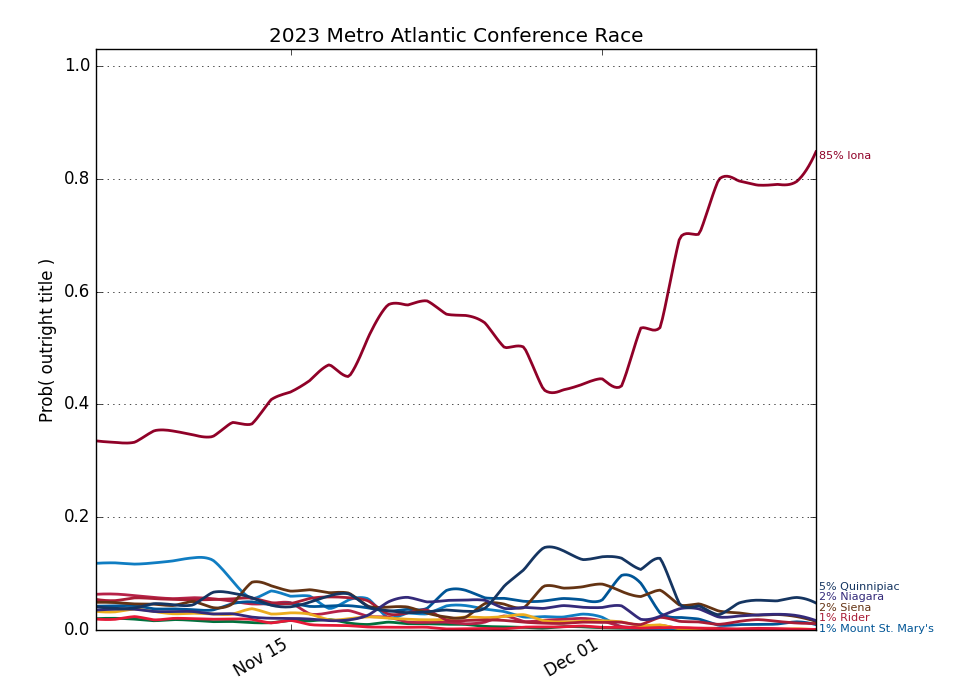 2023 Metro Atlantic Conference Race
1.0
0.8
0.6
0.4
0.2
0.0
Prob( outright title )
Nov 15
Dec 01
85% Iona
5% Quinnipiac
2% Niagara
2% Siena
1% Rider
1% Mount St. Mary's